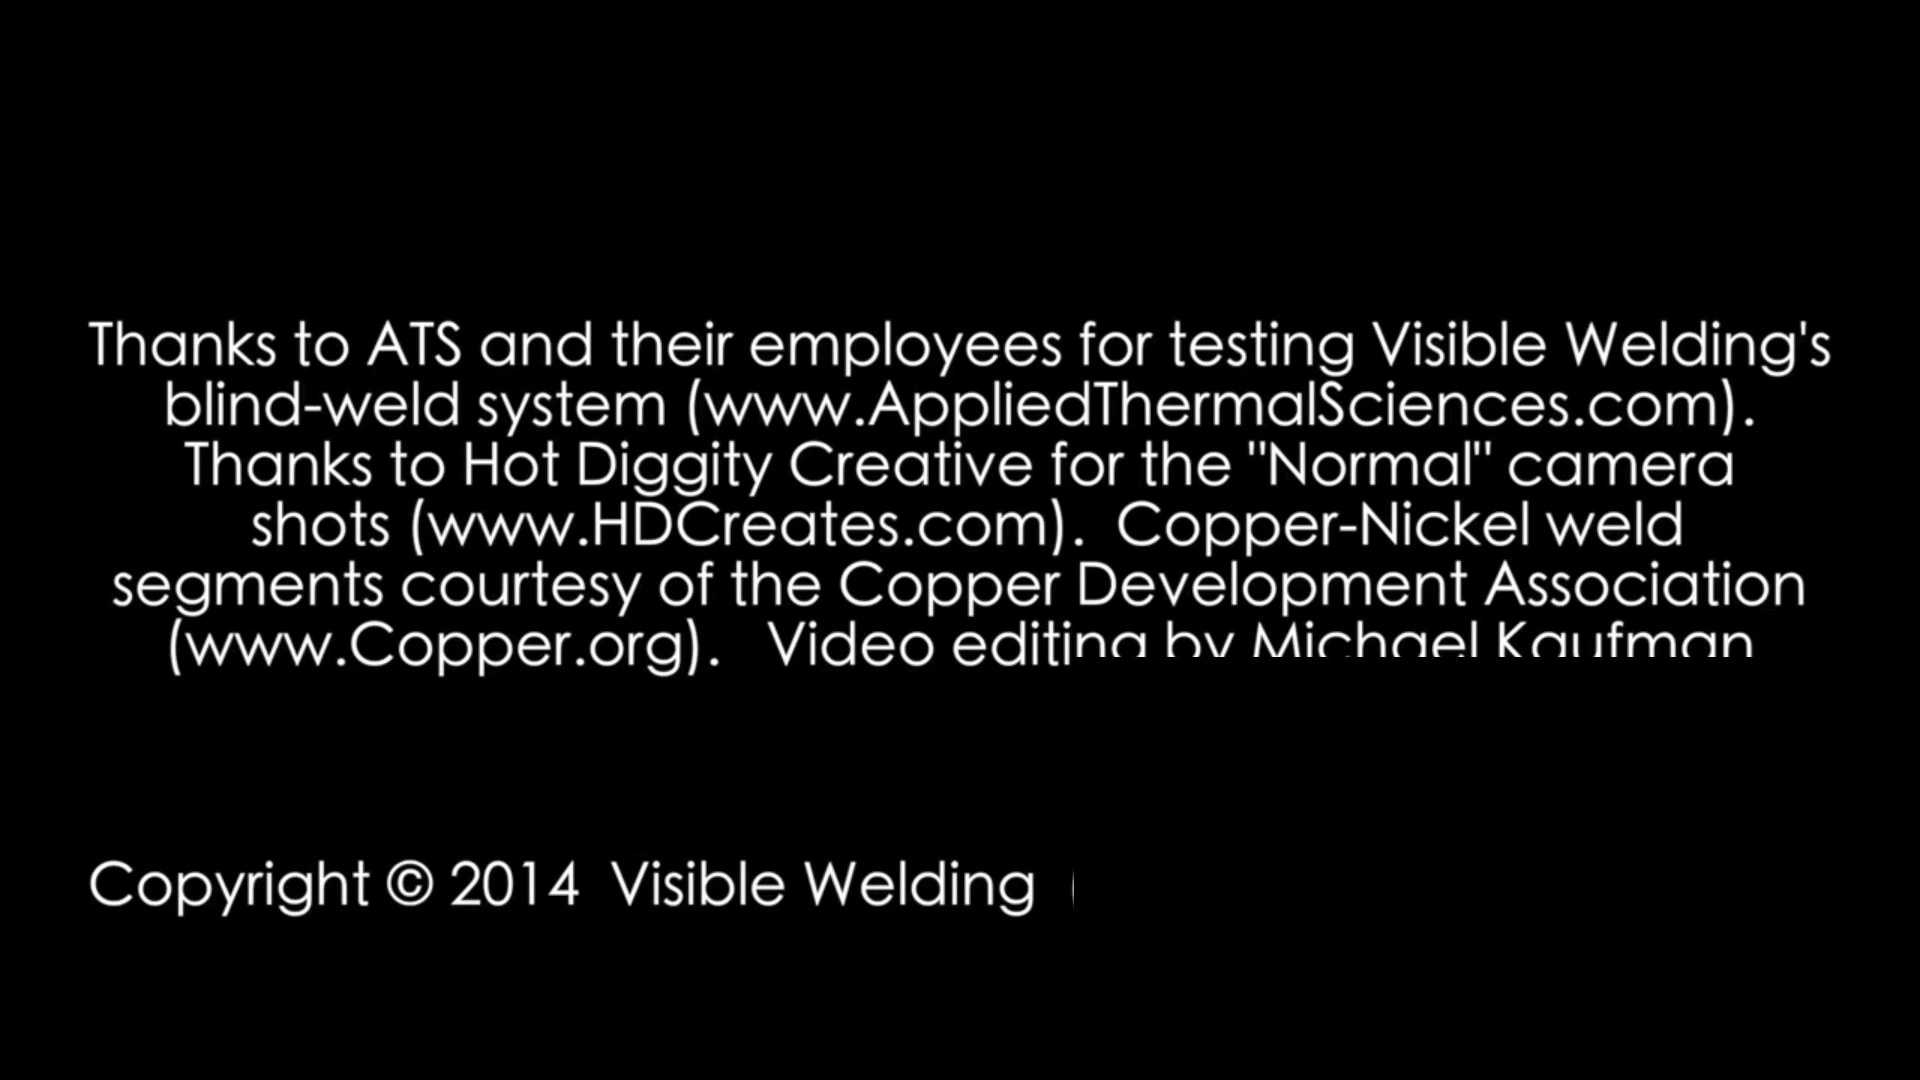 Thanks to ATS and their employees for testing Visible Welding's
blind-weld system (www.AppliedThermalSciences.com).
Thanks to Hot Diggity Creative for the "Normal" camera
shots (www.HDCreates.com).  Copper-Nickel weld
segments courtesy of the Copper Development Association
(www.Copper.org).   Video editing by Michael Kaufman
Copyright © 2014  Visible Welding